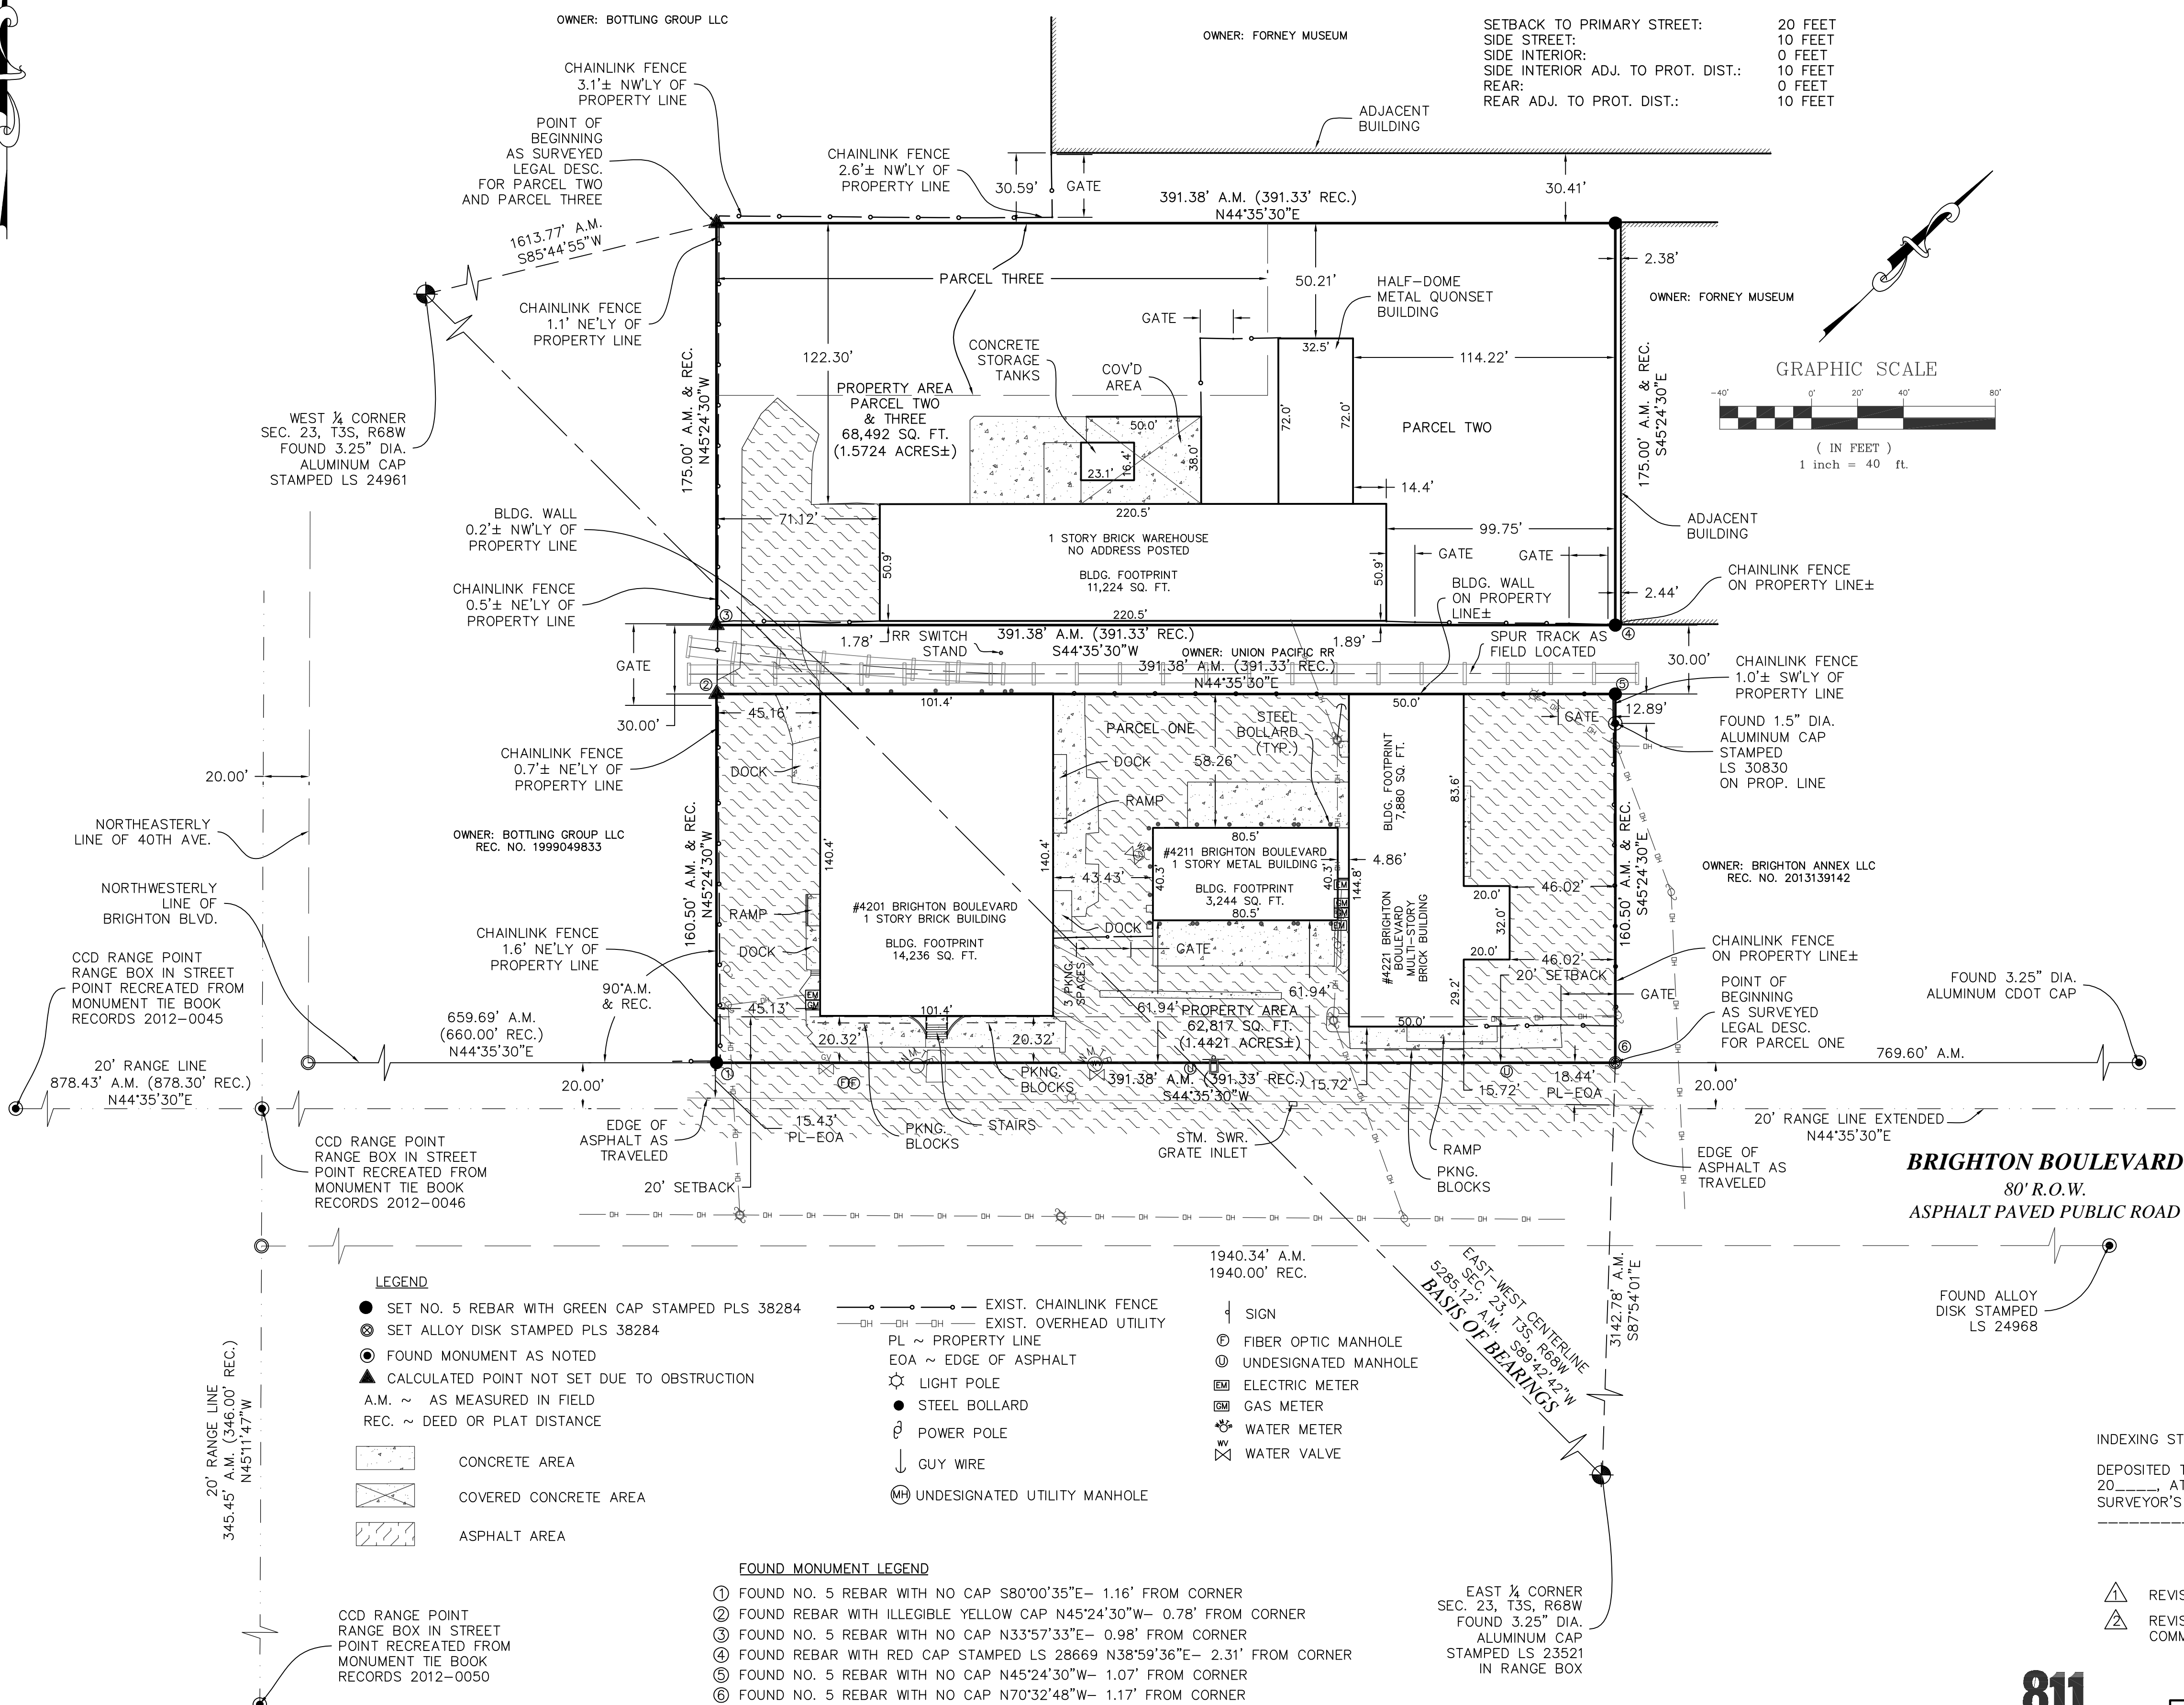 OWNER: BOTTLING GROUP LLC
OWNER: FORNEY MUSEUM
SETBACK TO PRIMARY STREET: 20 FEET
SIDE STREET: 10 FEET
SIDE INTERIOR: 0 FEET
SIDE INTERIOR ADJ. TO PROT. DIST.: 10 FEET
REAR: 0 FEET
REAR ADJ. TO PROT. DIST.: 10 FEET
CHAINLINK FENCE
3.1'± NW'LY OF
PROPERTY LINE
POINT OF
BEGINNING
AS SURVEYED
LEGAL DESC.
FOR PARCEL TWO
AND PARCEL THREE
CHAINLINK FENCE
2.6'± NW'LY OF
PROPERTY LINE
30.59'
GATE
ADJACENT
BUILDING
30.41'
391.38' A.M. (391.33' REC.)
N44°35'30"E
1613.77' A.M.
S85°44'55"W
CHAINLINK FENCE
1.1' NE'LY OF
PROPERTY LINE
PARCEL THREE
50.21'
HALF-DOME
METAL QUONSET
BUILDING
2.38'
OWNER: FORNEY MUSEUM
GATE
32.5'
114.22'
122.30'
CONCRETE
STORAGE
TANKS
COV'D
AREA
175.00' A.M. & REC.
N45°24'30"W
PROPERTY AREA
PARCEL TWO
& THREE
68,492 SQ. FT.
(1.5724 ACRES±)
50.0'
23.1'
16.4'
38.0'
72.0'
72.0'
PARCEL TWO
175.00' A.M. & REC.
S45°24'30"E
GRAPHIC SCALE
-40' 0' 20' 40' 80'
( IN FEET )
1 inch = 40 ft.
WEST ¼ CORNER
SEC. 23, T3S, R68W
FOUND 3.25" DIA.
ALUMINUM CAP
STAMPED LS 24961
14.4'
BLDG. WALL
0.2'± NW'LY OF
PROPERTY LINE
71.12'
220.5'
99.75'
1 STORY BRICK WAREHOUSE
NO ADDRESS POSTED
BLDG. FOOTPRINT
11,224 SQ. FT.
50.9'
50.9'
220.5'
GATE
GATE
BLDG. WALL
ON PROPERTY
LINE±
ADJACENT
BUILDING
CHAINLINK FENCE
ON PROPERTY LINE±
2.44'
CHAINLINK FENCE
0.5'± NE'LY OF
PROPERTY LINE
3
4
1.78'
RR SWITCH
STAND
391.38' A.M. (391.33' REC.)
S44°35'30"W
1.89'
SPUR TRACK AS
FIELD LOCATED
OWNER: UNION PACIFIC RR
391.38' A.M. (391.33' REC.)
N44°35'30"E
GATE
30.00'
2
5
30.00'
CHAINLINK FENCE
1.0'± SW'LY OF
PROPERTY LINE
12.89'
45.16'
101.4'
PARCEL ONE
STEEL
BOLLARD
(TYP.)
50.0'
GATE
FOUND 1.5" DIA.
ALUMINUM CAP
STAMPED
LS 30830
ON PROP. LINE
CHAINLINK FENCE
0.7'± NE'LY OF
PROPERTY LINE
DOCK
DOCK
58.26'
RAMP
BLDG. FOOTPRINT
7,880 SQ. FT.
83.6'
20.00'
NORTHEASTERLY
LINE OF 40TH AVE.
OWNER: BOTTLING GROUP LLC
REC. NO. 1999049833
160.50' A.M. & REC.
N45°24'30"W
140.4'
140.4'
80.5'
#4211 BRIGHTON BOULEVARD
1 STORY METAL BUILDING
BLDG. FOOTPRINT
3,244 SQ. FT.
80.5'
40.3'
40.3'
43.43'
4.86'
144.8'
EM
GM
GM
EM
#4221 BRIGHTON
BOULEVARD
MULTI-STORY
BRICK BUILDING
20.0'
32.0'
20.0'
46.02'
46.02'
160.50' A.M. & REC.
S45°24'30"E
OWNER: BRIGHTON ANNEX LLC
REC. NO. 2013139142
NORTHWESTERLY
LINE OF
BRIGHTON BLVD.
RAMP
#4201 BRIGHTON BOULEVARD
1 STORY BRICK BUILDING
BLDG. FOOTPRINT
14,236 SQ. FT.
DOCK
DOCK
GATE
CHAINLINK FENCE
1.6' NE'LY OF
PROPERTY LINE
CHAINLINK FENCE
ON PROPERTY LINE±
20' SETBACK
CCD RANGE POINT
RANGE BOX IN STREET
POINT RECREATED FROM
MONUMENT TIE BOOK
RECORDS 2012-0045
90°A.M.
& REC.
3 PKNG.
SPACES
EM
GM
45.13'
101.4'
61.94'
61.94'
PROPERTY AREA
62,817 SQ. FT.
(1.4421 ACRES±)
29.2'
50.0'
GATE
POINT OF
BEGINNING
AS SURVEYED
LEGAL DESC.
FOR PARCEL ONE
FOUND 3.25" DIA.
ALUMINUM CDOT CAP
659.69' A.M.
(660.00' REC.)
N44°35'30"E
20.32'
20.32'
6
769.60' A.M.
20' RANGE LINE
878.43' A.M. (878.30' REC.)
N44°35'30"E
20.00'
1
PKNG.
BLOCKS
391.38' A.M. (391.33' REC.)
S44°35'30"W
15.72'
15.72'
18.44'
PL-EOA
20.00'
20' RANGE LINE EXTENDED
N44°35'30"E
EDGE OF
ASPHALT AS
TRAVELED
15.43'
PL-EOA
PKNG.
BLOCKS
STAIRS
STM. SWR.
GRATE INLET
RAMP
PKNG.
BLOCKS
EDGE OF
ASPHALT AS
TRAVELED
CCD RANGE POINT
RANGE BOX IN STREET
POINT RECREATED FROM
MONUMENT TIE BOOK
RECORDS 2012-0046
20' SETBACK
BRIGHTON BOULEVARD
80' R.O.W.
ASPHALT PAVED PUBLIC ROAD
1940.34' A.M.
1940.00' REC.
EAST-WEST CENTERLINE
SEC. 23, T3S, R68W
5285.12' A.M. S89°42'42"W
BASIS OF BEARINGS
3142.78' A.M.
S87°54'01"E
FOUND ALLOY
DISK STAMPED
LS 24968
LEGEND
SET NO. 5 REBAR WITH GREEN CAP STAMPED PLS 38284
SET ALLOY DISK STAMPED PLS 38284
FOUND MONUMENT AS NOTED
CALCULATED POINT NOT SET DUE TO OBSTRUCTION
A.M. ~ AS MEASURED IN FIELD
REC. ~ DEED OR PLAT DISTANCE
CONCRETE AREA
COVERED CONCRETE AREA
ASPHALT AREA
EXIST. CHAINLINK FENCE
OH OH OH EXIST. OVERHEAD UTILITY
PL ~ PROPERTY LINE
EOA ~ EDGE OF ASPHALT
LIGHT POLE
STEEL BOLLARD
POWER POLE
GUY WIRE
MH UNDESIGNATED UTILITY MANHOLE
SIGN
F FIBER OPTIC MANHOLE
U UNDESIGNATED MANHOLE
EM ELECTRIC METER
GM GAS METER
WATER METER
WV WATER VALVE
20' RANGE LINE
345.45' A.M. (346.00' REC.)
N45°11'47"W
CCD RANGE POINT
RANGE BOX IN STREET
POINT RECREATED FROM
MONUMENT TIE BOOK
RECORDS 2012-0050
FOUND MONUMENT LEGEND
1 FOUND NO. 5 REBAR WITH NO CAP S80°00'35"E- 1.16' FROM CORNER
2 FOUND REBAR WITH ILLEGIBLE YELLOW CAP N45°24'30"W- 0.78' FROM CORNER
3 FOUND NO. 5 REBAR WITH NO CAP N33°57'33"E- 0.98' FROM CORNER
4 FOUND REBAR WITH RED CAP STAMPED LS 28669 N38°59'36"E- 2.31' FROM CORNER
5 FOUND NO. 5 REBAR WITH NO CAP N45°24'30"W- 1.07' FROM CORNER
6 FOUND NO. 5 REBAR WITH NO CAP N70°32'48"W- 1.17' FROM CORNER
EAST ¼ CORNER
SEC. 23, T3S, R68W
FOUND 3.25" DIA.
ALUMINUM CAP
STAMPED LS 23521
IN RANGE BOX
INDEXING ST
DEPOSITED T
20____, AT
SURVEYOR'S
1 REVIS
2 REVIS
COMM
811